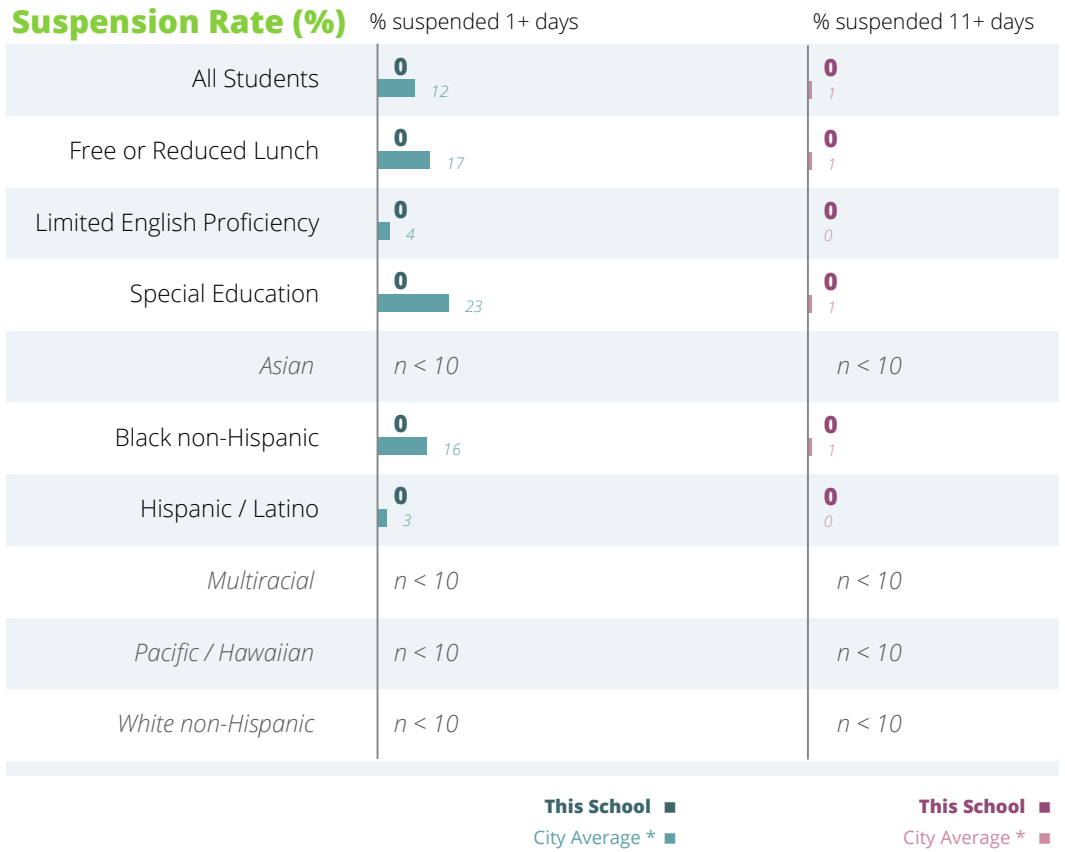 Suspension Rate (%) % suspended 1+ days % suspended 11+ days
All Students 0 12 0 1
Free or Reduced Lunch 0 17 0 1
Limited English Proficiency 0 4 0 0
Special Education 0 23 0 1
Asian n < 10 n < 10
Black non-Hispanic 0 16 0 1
Hispanic / Latino 0 3 0 0
Multiracial n < 10 n < 10
Pacific / Hawaiian n < 10 n < 10
White non-Hispanic n < 10 n < 10
This School This School
City Average * City Average *